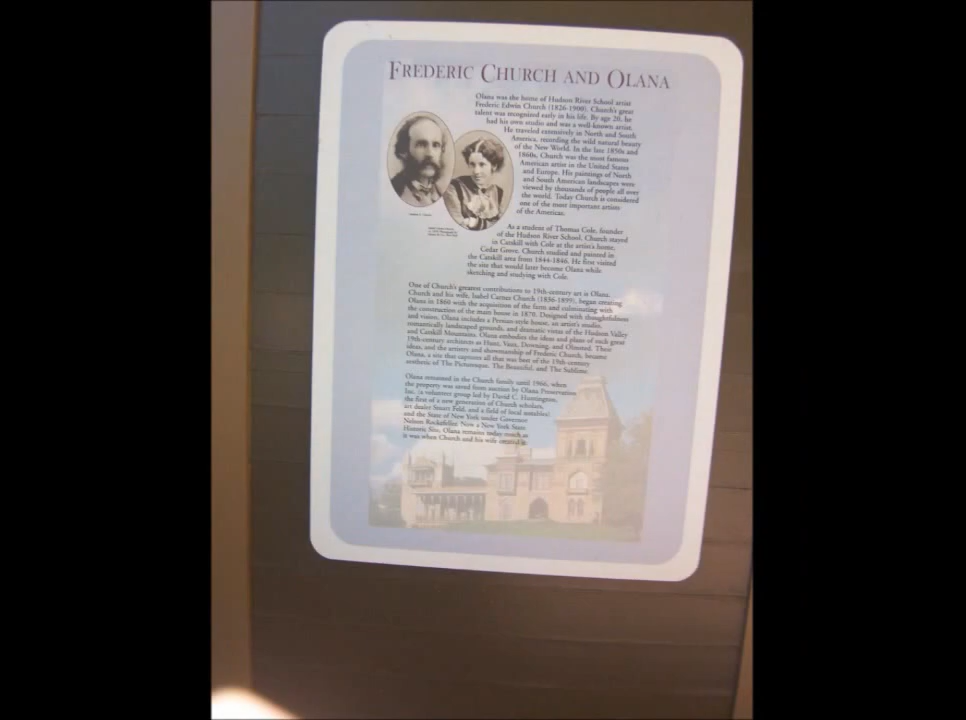 FREDERIC CHURCH AND OLANA
Olana was the home of Hudson River School artist
Frederic Edwin Church (1826-1900). Church's great
talent was recognized early in his life. By age 20, he
had his own studio and was a well-known artist.
He traveled extensively in North and South
America, recording the wild natural beauty
of the New World. In the late 1850s and
1860s, Church was the most famous
American artist in the United States
and Europe. His paintings of North
and South American landscapes were
viewed by thousands of people all over
the world. Today Church is considered
one of the most important artists
of the Americas.
As a student of Thomas Cole, founder
of the Hudson River School, Church stayed
in Catskill with Cole at the artist's home,
Cedar Grove. Church studied and painted in
the Catskill area from 1844-1846. He first visited
the site that would later become Olana while
sketching and studying with Cole.
One of Church's greatest contributions to 19th-century art is Olana.
Church and his wife, Isabel Carnes Church (1836-1899), began creating
Olana in 1860 with the acquisition of the farm and culminating with
the construction of the main house in 1870. Designed with thoughtfulness
and vision, Olana includes a Persian-style house, an artist's studio,
romantically landscaped grounds, and dramatic vistas of the Hudson Valley
and Catskill Mountains. Olana embodies the ideas and plans of such great
19th-century architects as Hunt, Vaux, Downing, and Olmsted. Their
ideas, and the artistry and showmanship of Frederic Church, became
Olana, a site that captures all that was best of the 19th-century
aesthetic of The Picturesque, The Beautiful, and The Sublime.
Olana remained in the Church family until 1966, when
the property was saved from auction by Olana Preservation
Inc. (a volunteer group led by David C. Huntington,
the first of a new generation of Church scholars,
art dealer Stuart Feld, and a field of local notables)
and the State of New York under Governor
Nelson Rockefeller. Now a New York State
Historic Site, Olana remains today much as
it was when Church and his wife created it.